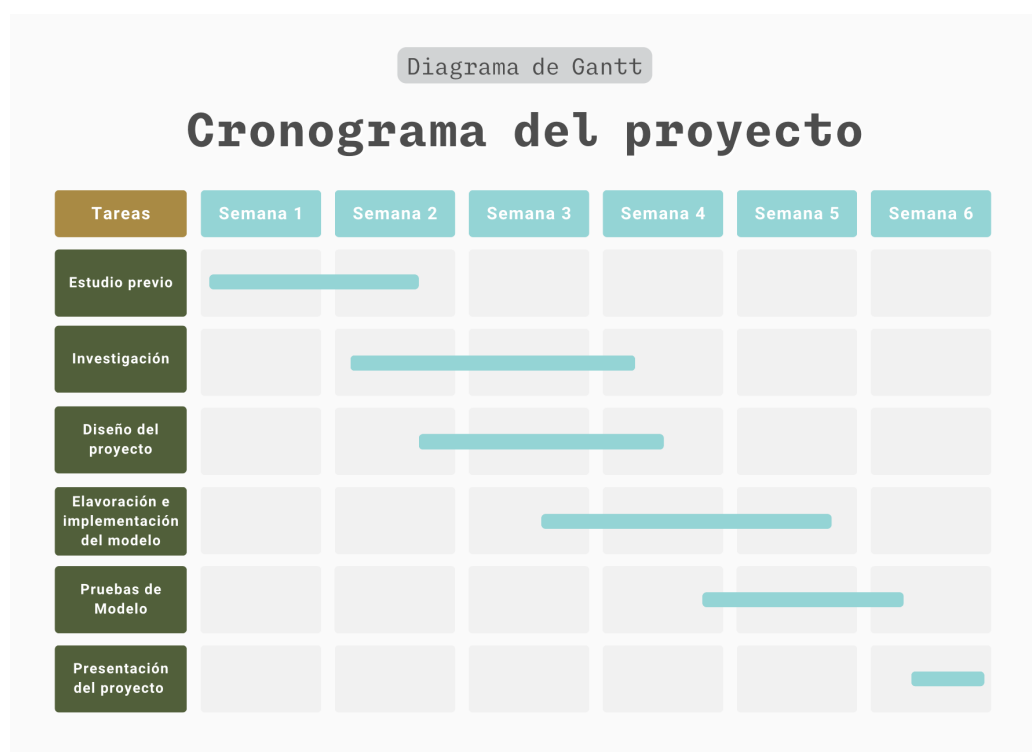 Diagrama de Gantt
Cronograma del proyecto
Tareas
Semana 1
Semana 2
Semana 3
Semana 4
Semana 5
Semana 6
Estudio previo
Investigación
Diseño del
proyecto
Elavoración e
implementación
del modelo
Pruebas de
Modelo
Presentación
del proyecto